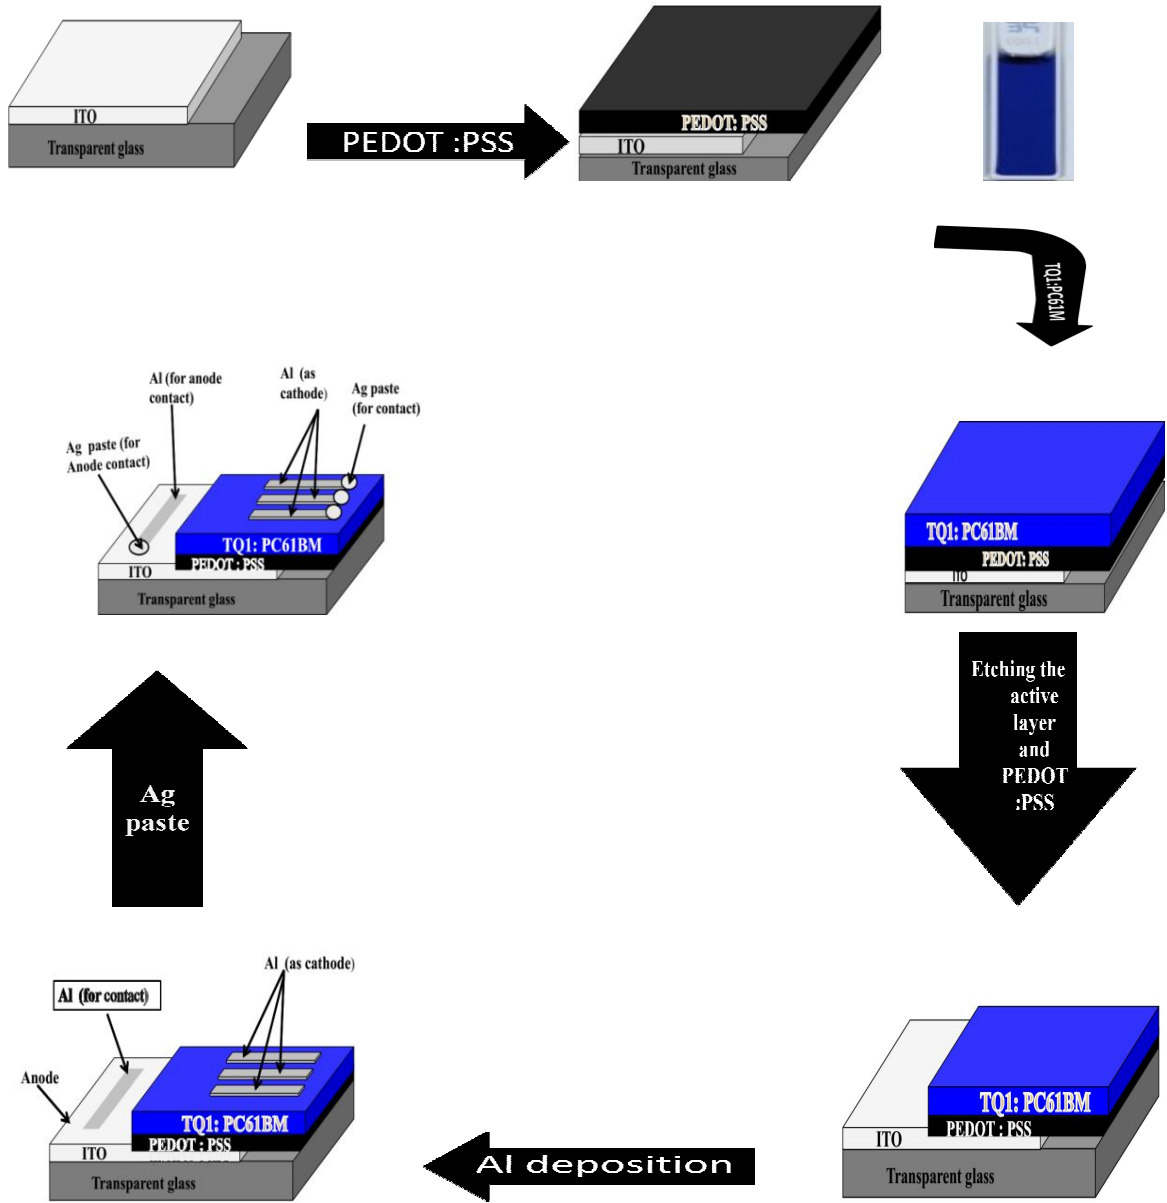 ITO
Transparent glass
PEDOT :PSS
PEDOT: PSS
ITO
Transparent glass
TQ1:PC61M
TQ1: PC61BM
PEDOT: PSS
ITO
Transparent glass
Etching the
active
layer
and
PEDOT
:PSS
TQ1: PC61BM
PEDOT : PSS
ITO
Transparent glass
Al deposition
Al (as cathode)
Al (for contact)
Anode
TQ1: PC61BM
PEDOT : PSS
ITO
Transparent glass
Ag
paste
Al (for anode
contact)
Al (as
cathode)
Ag paste
(for contact)
Ag paste (for
Anode contact)
TQ1: PC61BM
PEDOT : PSS
ITO
Transparent glass